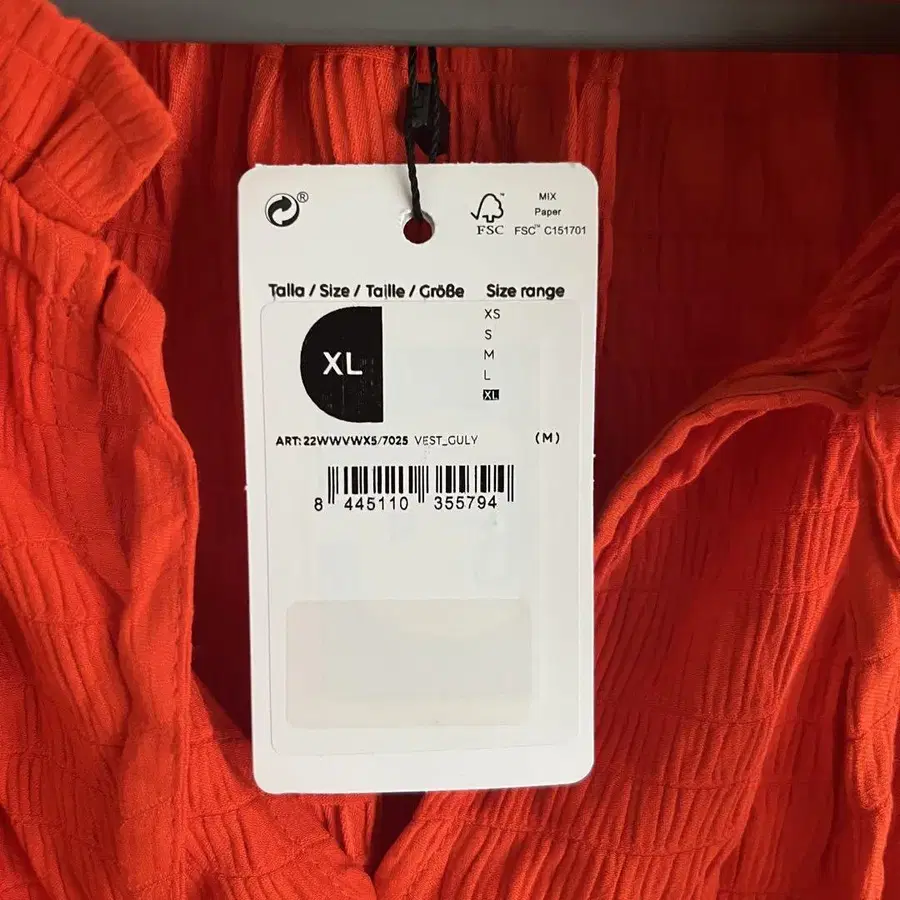 ®
MIX
Paper
FSC™ FSC™ C151701
Talla / Size / Taille / Größe Size range
XS
S
M
L
XL
XL
ART: 22WWVWX5/7025 VEST_GULY (M)
8 445110 355794